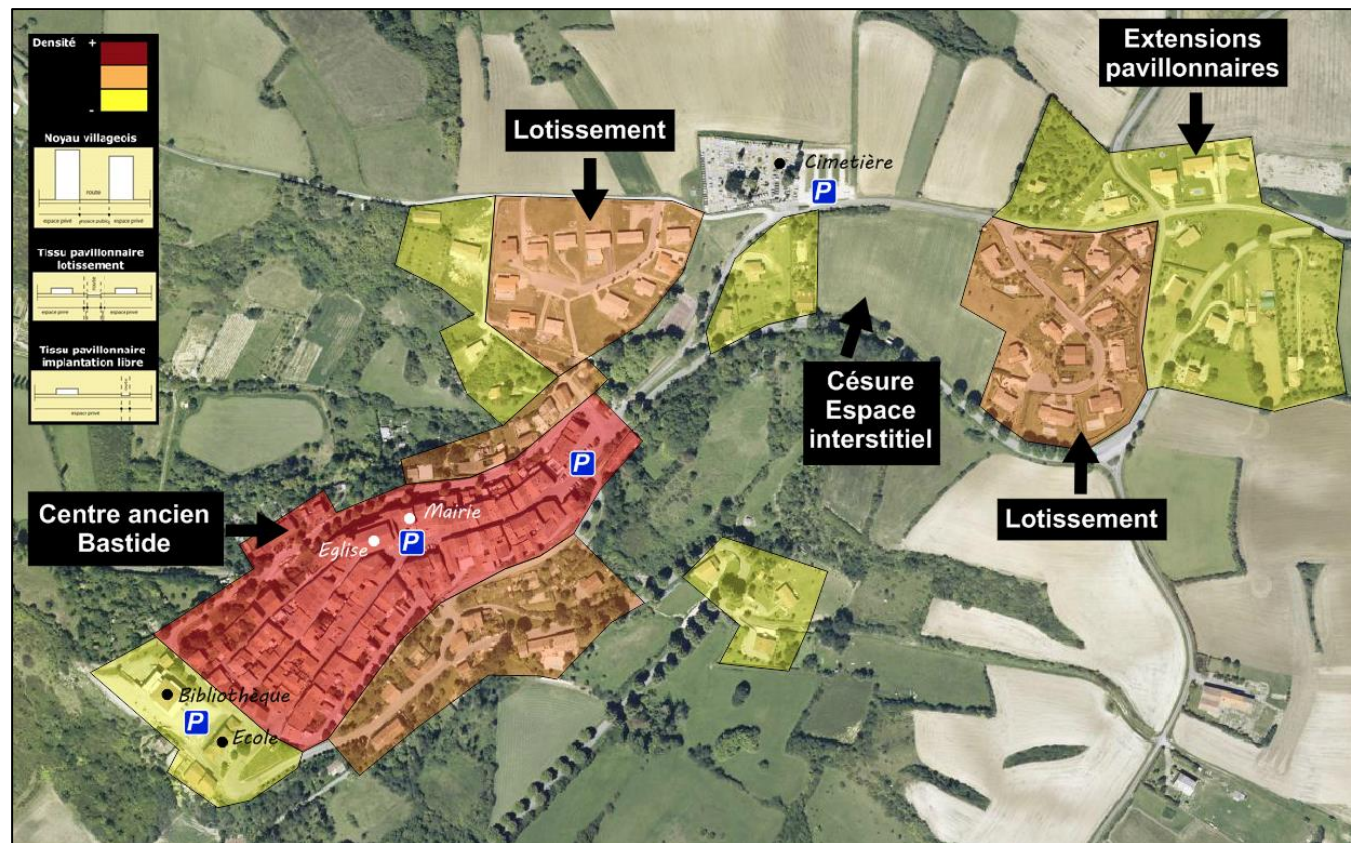 Densité +
-
Noyau villageois
route
espace privé
espace public
espace privé
Tissu pavillonnaire
lotissement
route
espace privé
espace privé
Tissu pavillonnaire
implantation libre
espace privé
Extensions
pavillonnaires
Lotissement
Cimetière
P
Césure
Espace
interstitiel
Lotissement
P
Centre ancien
Bastide
Mairie
Eglise
P
Bibliothèque
P
Ecole